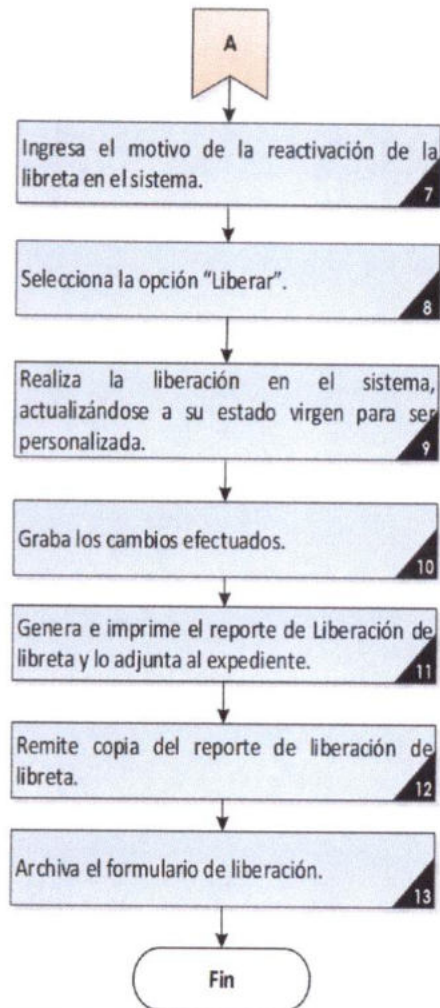 A
Ingresa el motivo de la reactivación de la
libreta en el sistema.
7
Selecciona la opción "Liberar".
8
Realiza la liberación en el sistema,
actualizándose a su estado virgen para ser
personalizada.
9
Graba los cambios efectuados.
10
Genera e imprime el reporte de Liberación de
libreta y lo adjunta al expediente.
11
Remite copia del reporte de liberación de
libreta.
12
Archiva el formulario de liberación.
13
Fin